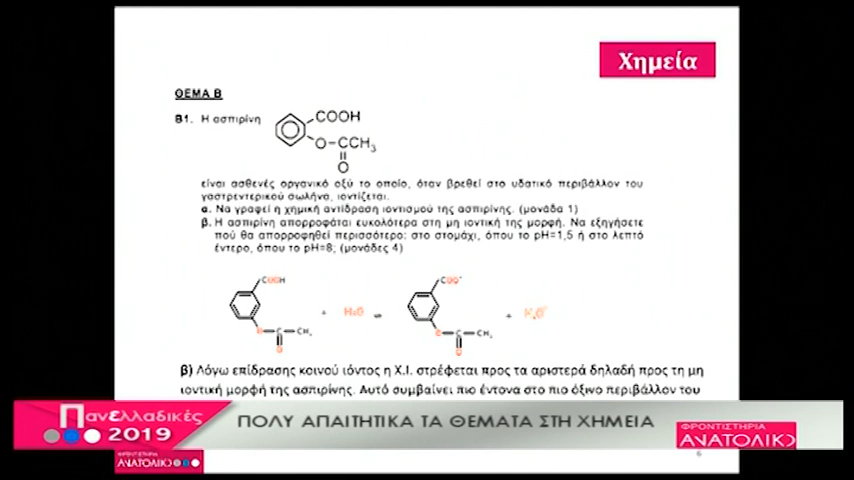 Χημεία
ΘΕΜΑ Β
Β1. Η ασπιρίνη
COOH
O-CCH3
O
είναι ασθενές οργανικό οξύ το οποίο, όταν βρεθεί στο υδατικό περιβάλλον του
γαστρεντερικού σωλήνα, ιοντίζεται.
α. Να γραφεί η χημική αντίδραση ιοντισμού της ασπιρίνης. (μονάδα 1)
β. Η ασπιρίνη απορροφάται ευκολότερα στη μη ιοντική της μορφή. Να εξηγήσετε
πού θα απορροφηθεί περισσότερο: στο στομάχι, όπου το pH=1,5 ή στο λεπτό
έντερο, όπου το pH=8; (μονάδες 4)
COOH COO-
+ H2O ⇌ + H3O+
O-C-CH3 O-C-CH3
O O
β) Λόγω επίδρασης κοινού ιόντος η Χ.Ι. στρέφεται προς τα αριστερά δηλαδή προς τη μη
ιοντική μορφή της ασπιρίνης. Αυτό συμβαίνει πιο έντονα στο πιο όξινο περιβάλλον του
Πανελλαδικές
2019
ΠΟΛΥ ΑΠΑΙΤΗΤΙΚΑ ΤΑ ΘΕΜΑΤΑ ΣΤΗ ΧΗΜΕΙΑ
ΦΡΟΝΤΙΣΤΗΡΙΑ
ΑΝΑΤΟΛΙΚΟ
ΦΡΟΝΤΙΣΤΗΡΙΑ
ΑΝΑΤΟΛΙΚΟ
6